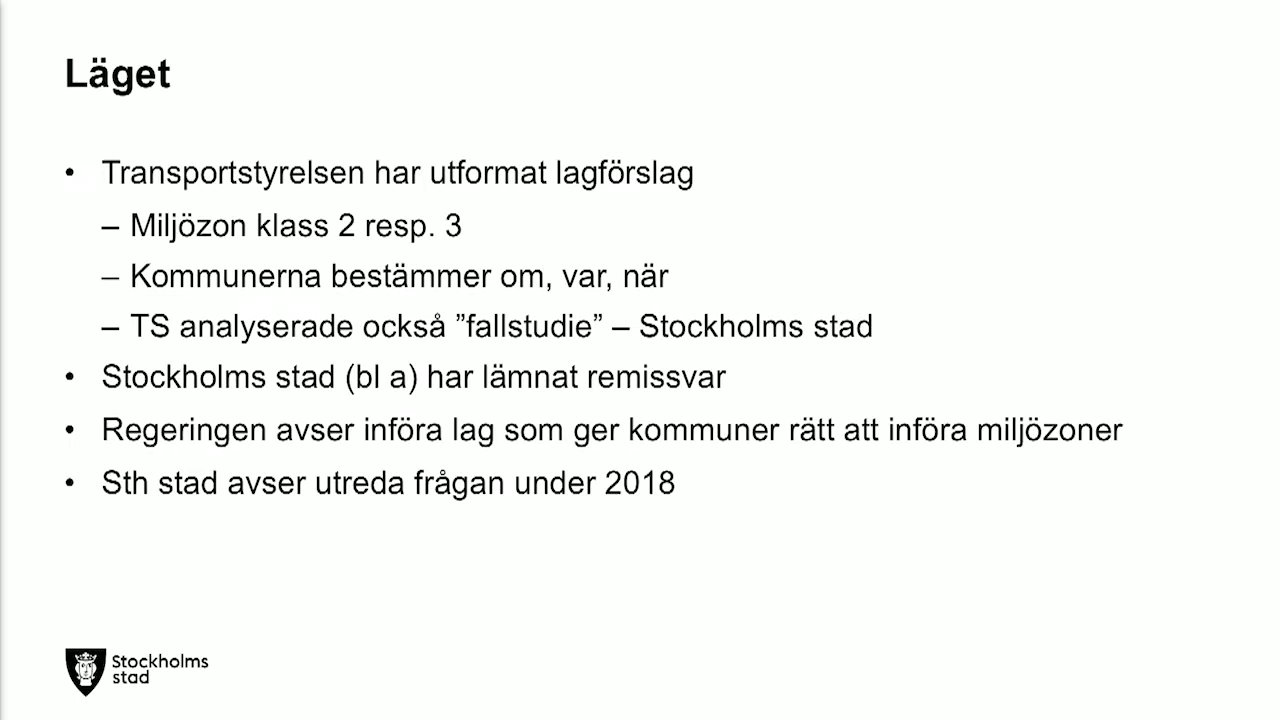 Läget
• Transportstyrelsen har utformat lagförslag
– Miljözon klass 2 resp. 3
– Kommunerna bestämmer om, var, när
– TS analyserade också ”fallstudie” – Stockholms stad
• Stockholms stad (bl a) har lämnat remissvar
• Regeringen avser införa lag som ger kommuner rätt att införa miljözoner
• Sth stad avser utreda frågan under 2018
Stockholms
stad